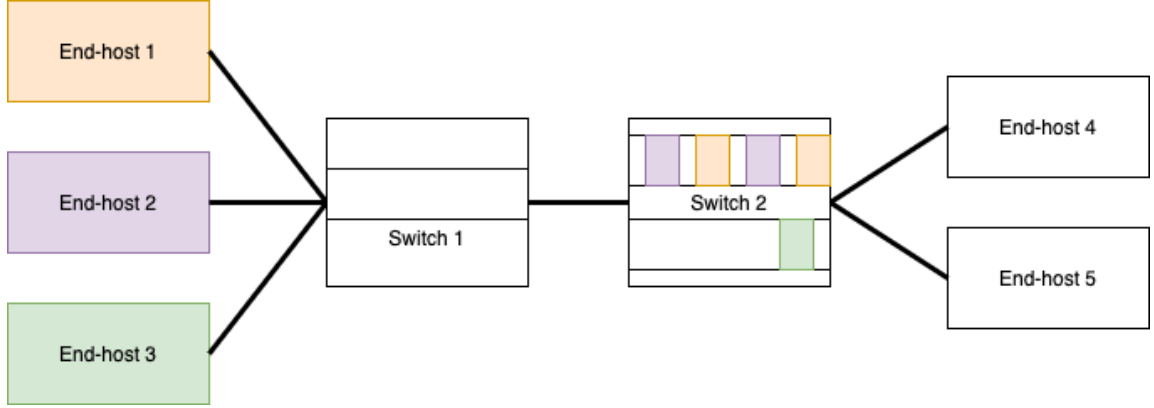 End-host 1
End-host 2
End-host 3
Switch 1
Switch 2
End-host 4
End-host 5